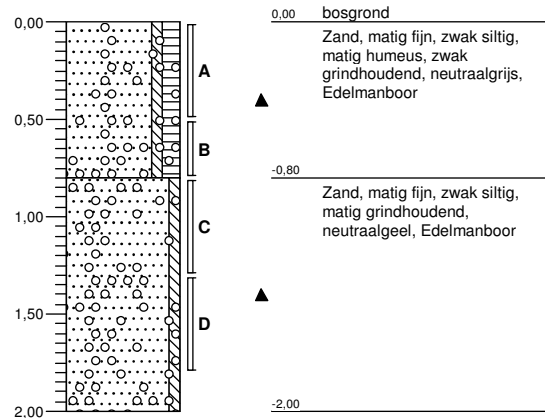 0,00
0,50
1,00
1,50
2,00
A
B
C
D
0,00
bosgrond
Zand, matig fijn, zwak siltig,
matig humeus, zwak
grindhoudend, neutraalgrijs,
Edelmanboor
-0,80
Zand, matig fijn, zwak siltig,
matig grindhoudend,
neutraalgeel, Edelmanboor
-2,00